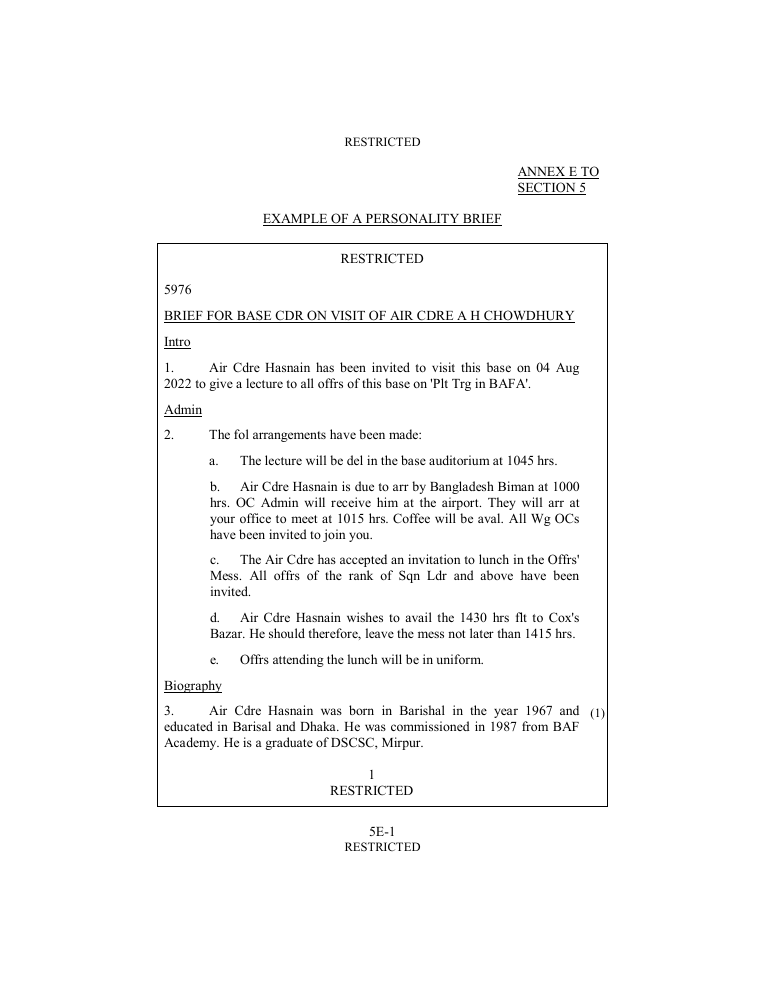 RESTRICTED
ANNEX E TO
SECTION 5
EXAMPLE OF A PERSONALITY BRIEF
RESTRICTED
5976
BRIEF FOR BASE CDR ON VISIT OF AIR CDRE A H CHOWDHURY
Intro
1. Air Cdre Hasnain has been invited to visit this base on 04 Aug
2022 to give a lecture to all offrs of this base on 'Plt Trg in BAFA'.
Admin
2. The fol arrangements have been made:
a. The lecture will be del in the base auditorium at 1045 hrs.
b. Air Cdre Hasnain is due to arr by Bangladesh Biman at 1000
hrs. OC Admin will receive him at the airport. They will arr at
your office to meet at 1015 hrs. Coffee will be aval. All Wg OCs
have been invited to join you.
c. The Air Cdre has accepted an invitation to lunch in the Offrs'
Mess. All offrs of the rank of Sqn Ldr and above have been
invited.
d. Air Cdre Hasnain wishes to avail the 1430 hrs flt to Cox's
Bazar. He should therefore, leave the mess not later than 1415 hrs.
e. Offrs attending the lunch will be in uniform.
Biography
3. Air Cdre Hasnain was born in Barishal in the year 1967 and (1)
educated in Barisal and Dhaka. He was commissioned in 1987 from BAF
Academy. He is a graduate of DSCSC, Mirpur.
1
RESTRICTED
5E-1
RESTRICTED